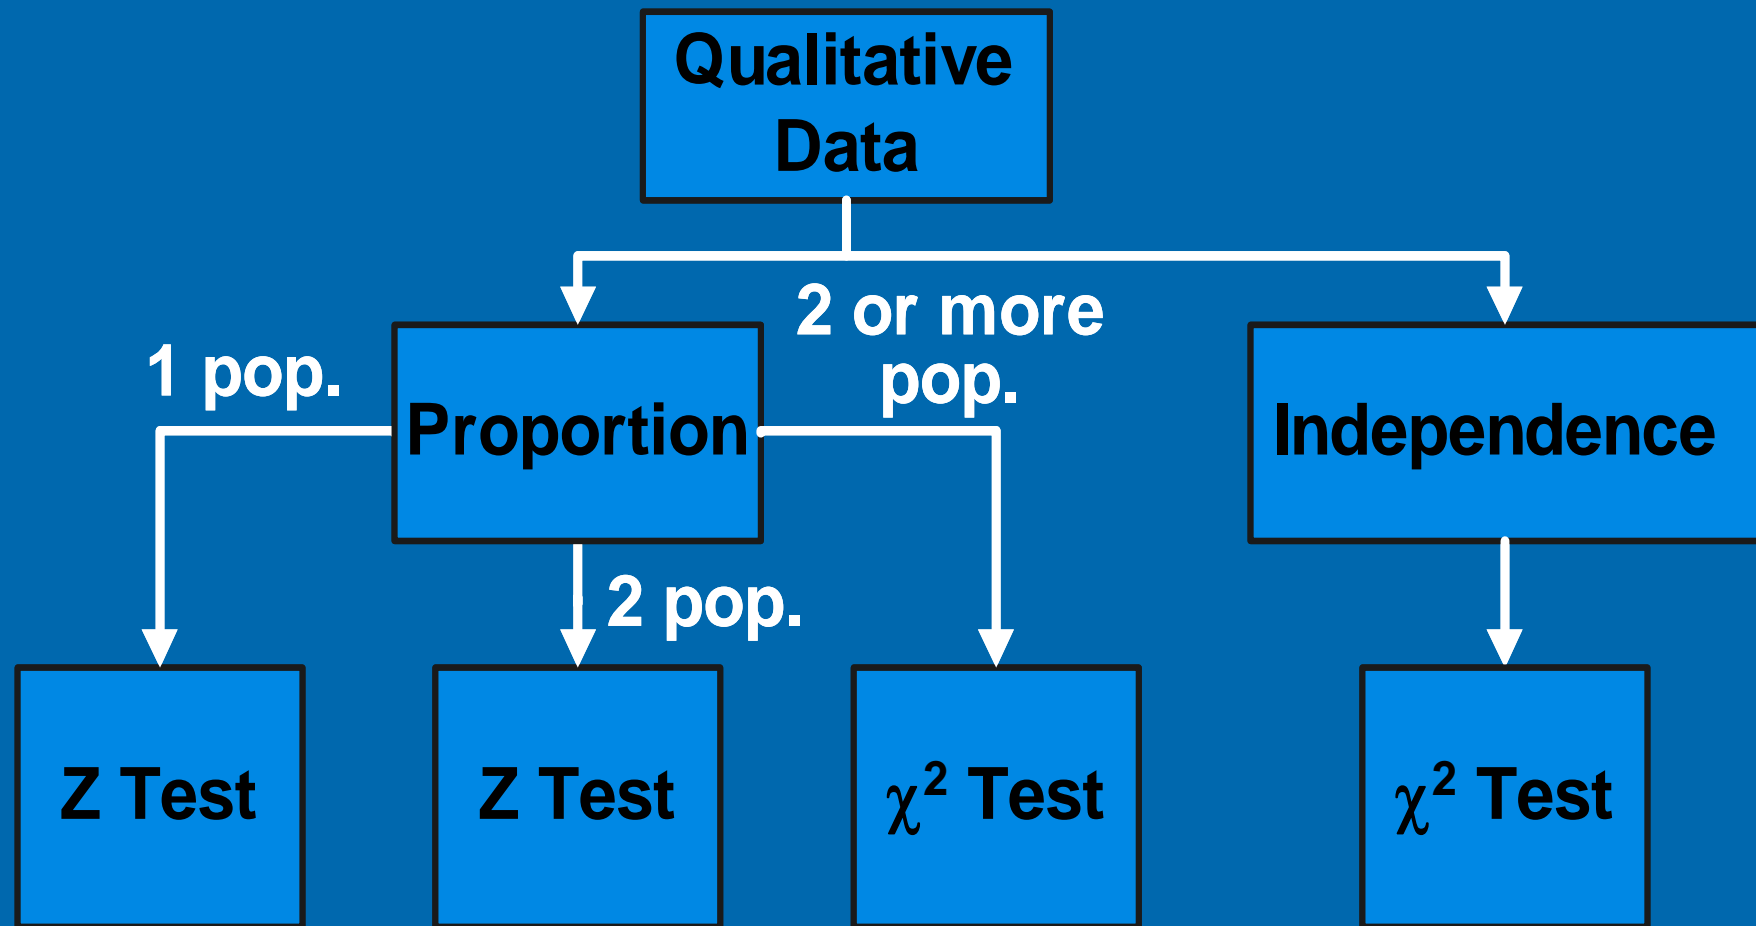 Qualitative
Data
2 or more
pop.
1 pop.
Proportion
Independence
2 pop.
Z Test
Z Test
χ² Test
χ² Test